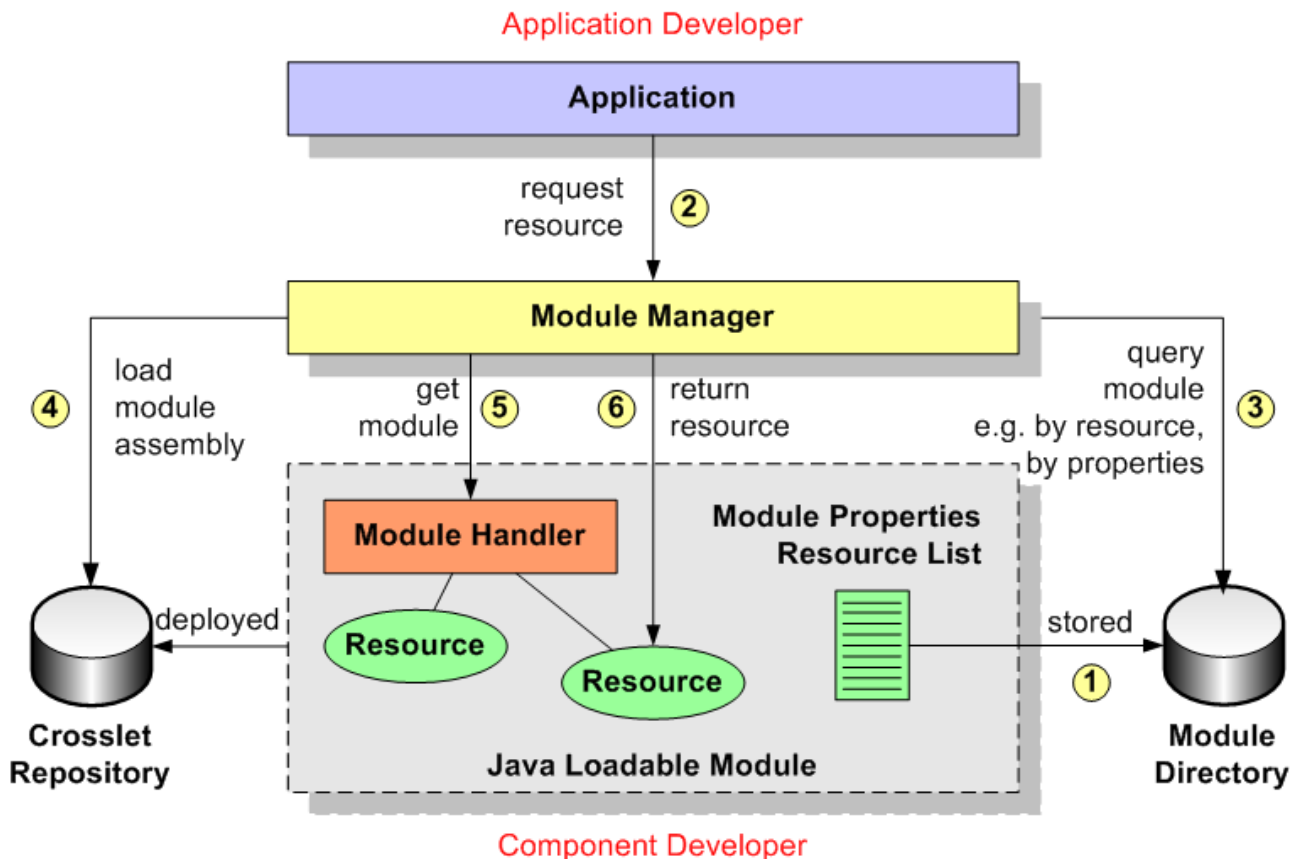 Application Developer
Application
request
resource
2
Module Manager
4
load
module
assembly
get
module
5
6
return
resource
query
module
e.g. by resource,
by properties
3
Module Handler
Module Properties
Resource List
deployed
Resource
Resource
stored
1
Crosslet
Repository
Java Loadable Module
Module
Directory
Component Developer